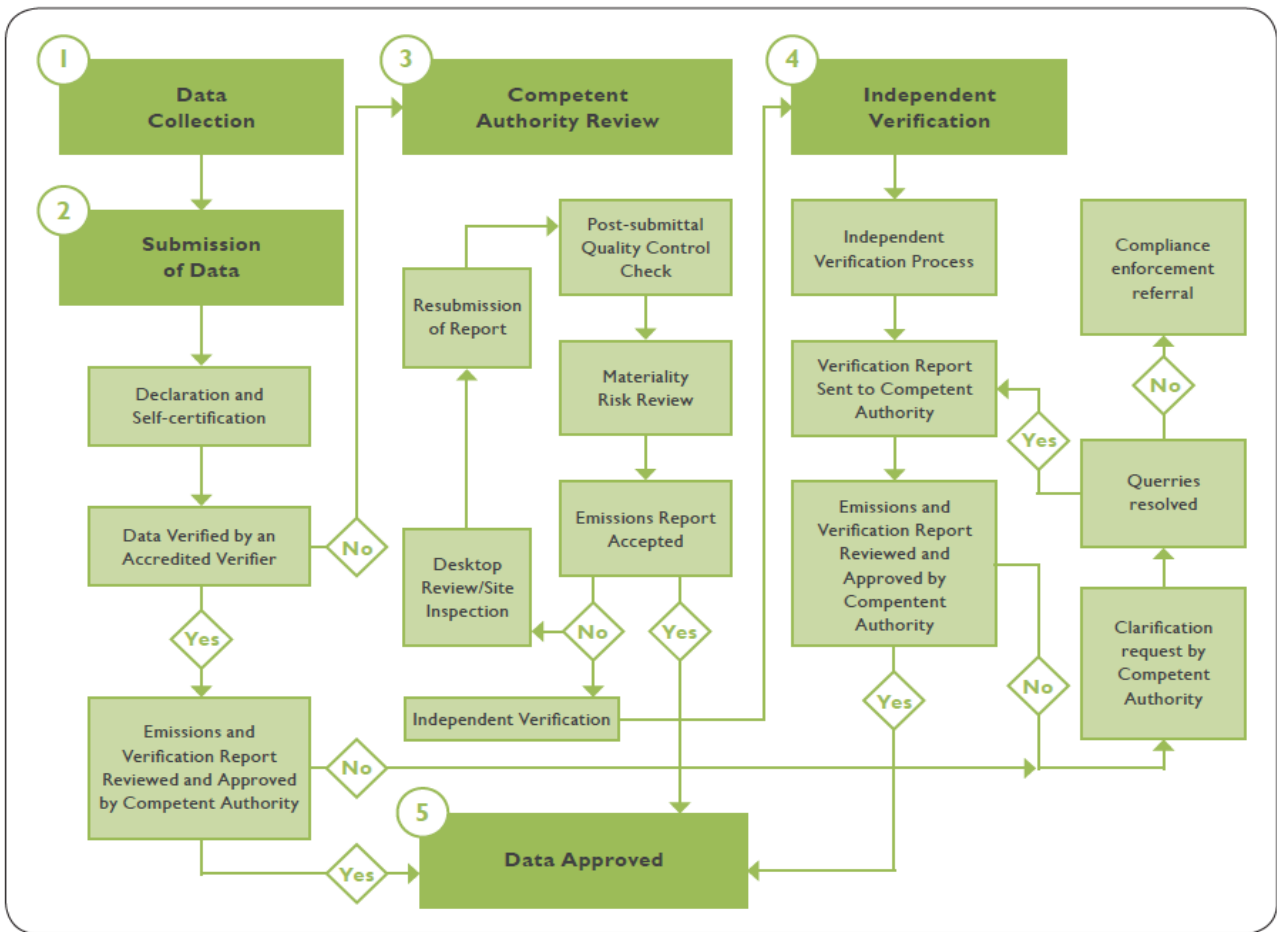 1
Data
Collection
2
Submission
of Data
Declaration and
Self-certification
Data Verified by an
Accredited Verifier
No
Yes
Emissions and
Verification Report
Reviewed and Approved
by Competent Authority
No
Yes
3
Competent
Authority Review
Post-submittal
Quality Control
Check
Resubmission
of Report
Materiality
Risk Review
Emissions Report
Accepted
Desktop
Review/Site
Inspection
No
Yes
Independent Verification
4
Independent
Verification
Independent
Verification Process
Verification Report
Sent to Competent
Authority
Emissions and
Verification Report
Reviewed and
Approved by
Compentent
Authority
Yes
No
Compliance
enforcement
referral
No
Yes
Querries
resolved
Clarification
request by
Competent
Authority
5
Data Approved